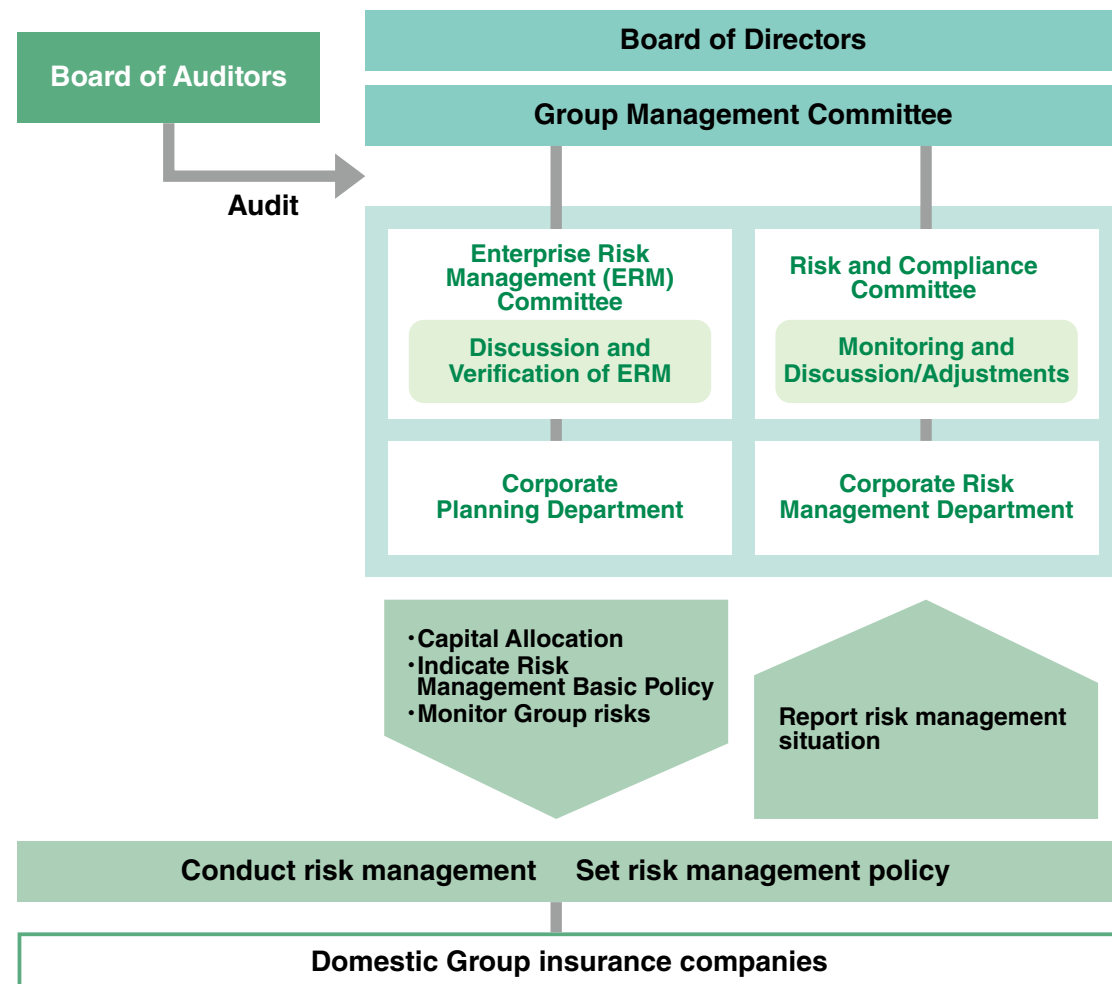 Board of Auditors
Board of Directors
Group Management Committee
Audit
Enterprise Risk
Management (ERM)
Committee
Discussion and
Verification of ERM
Risk and Compliance
Committee
Monitoring and
Discussion/Adjustments
Corporate
Planning Department
Corporate Risk
Management Department
・Capital Allocation
・Indicate Risk
Management Basic Policy
・Monitor Group risks
Report risk management
situation
Conduct risk management Set risk management policy
Domestic Group insurance companies